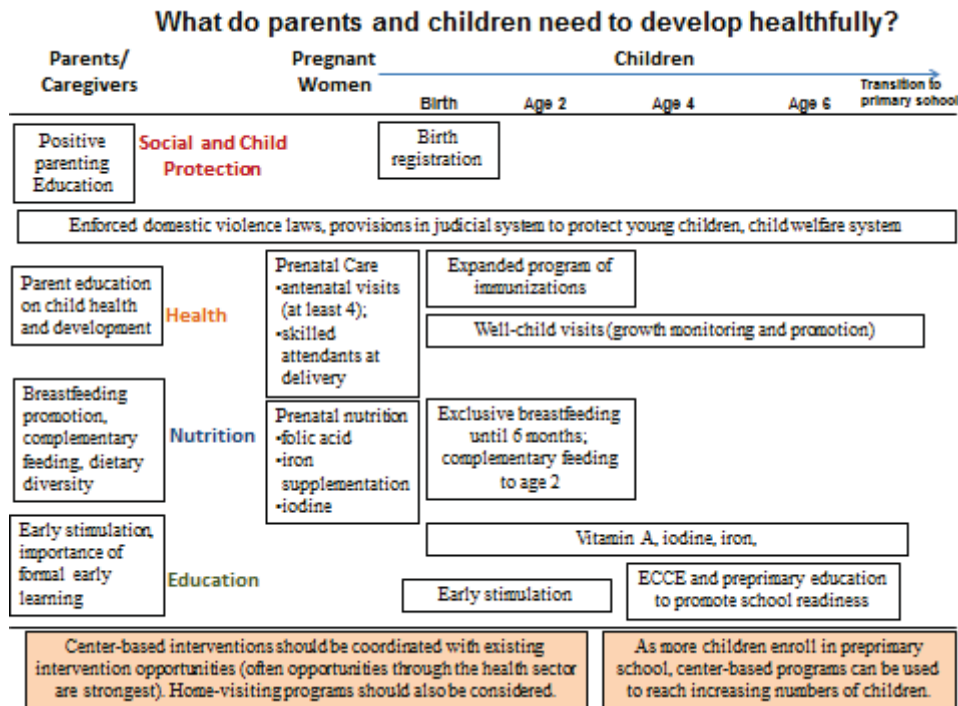 What do parents and children need to develop healthfully?
Parents/
Caregivers
Pregnant
Women
Children
Birth
Age 2
Age 4
Age 6
Transition to
primary school
Positive
parenting
Education
Social and Child
Protection
Birth
registration
Enforced domestic violence laws, provisions in judicial system to protect young children, child welfare system
Parent education
on child health
and development
Health
Prenatal Care
•antenatal visits
(at least 4);
•skilled
attendants at
delivery
Expanded program of
immunizations
Well-child visits (growth monitoring and promotion)
Breastfeeding
promotion,
complementary
feeding, dietary
diversity
Nutrition
Prenatal nutrition
•folic acid
•iron
supplementation
•iodine
Exclusive breastfeeding
until 6 months;
complementary feeding
to age 2
Vitamin A, iodine, iron,
Early stimulation,
importance of
formal early
learning
Education
Early stimulation
ECCE and preprimary education
to promote school readiness
Center-based interventions should be coordinated with existing
intervention opportunities (often opportunities through the health sector
are strongest). Home-visiting programs should also be considered.
As more children enroll in preprimary
school, center-based programs can be used
to reach increasing numbers of children.